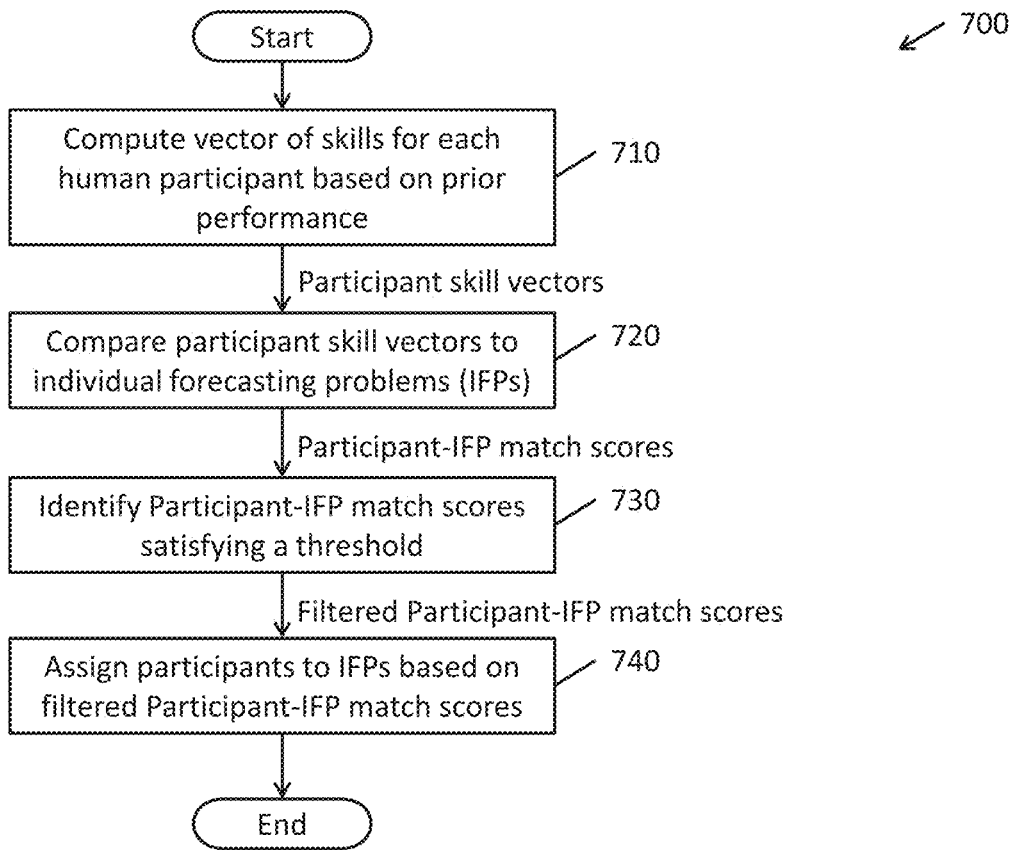 Start
700
Compute vector of skills for each
human participant based on prior
performance
710
Participant skill vectors
Compare participant skill vectors to
individual forecasting problems (IFPs)
720
Participant-IFP match scores
Identify Participant-IFP match scores
satisfying a threshold
730
Filtered Participant-IFP match scores
Assign participants to IFPs based on
filtered Participant-IFP match scores
740
End